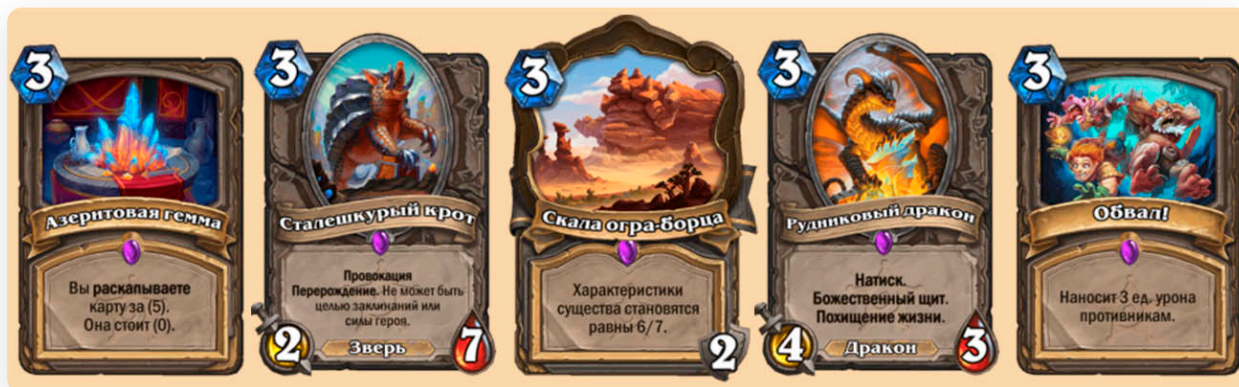 3
Азеритовая гемма
Вы раскапываете
карту за (5).
Она стоит (0).
3
Сталешкурый крот
Провокация
Перерождение. Не может быть
целью заклинаний или
силы героя.
2
Зверь
7
3
Скала огра-борца
Характеристики
существа становятся
равны 6/7.
2
3
Рудниковый дракон
Натиск.
Божественный щит.
Похищение жизни.
4
Дракон
3
3
Обвал!
Наносит 3 ед. урона
противникам.